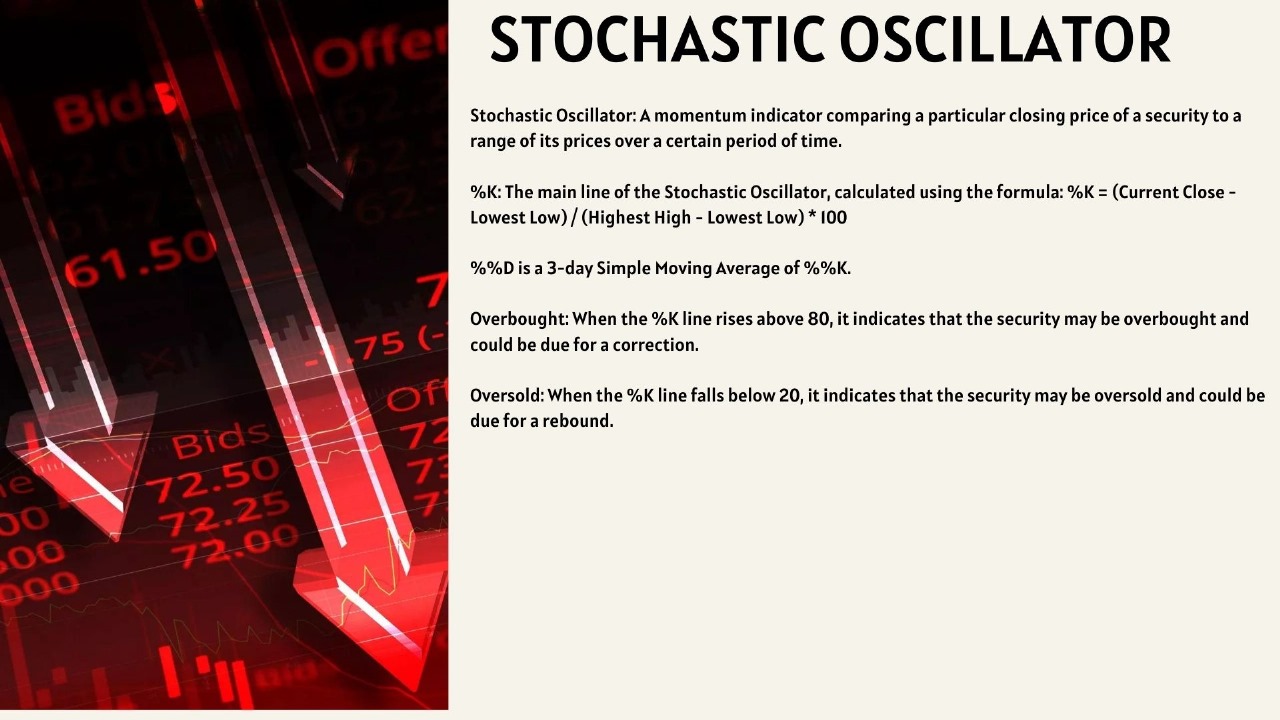 STOCHASTIC OSCILLATOR
Stochastic Oscillator: A momentum indicator comparing a particular closing price of a security to a
range of its prices over a certain period of time.
%K: The main line of the Stochastic Oscillator, calculated using the formula: %K = (Current Close -
Lowest Low) / (Highest High - Lowest Low) * 100
%%D is a 3-day Simple Moving Average of %%K.
Overbought: When the %K line rises above 80, it indicates that the security may be overbought and
could be due for a correction.
Oversold: When the %K line falls below 20, it indicates that the security may be oversold and could be
due for a rebound.
Bids
61.50
Bids
72.50
72.25
72.00